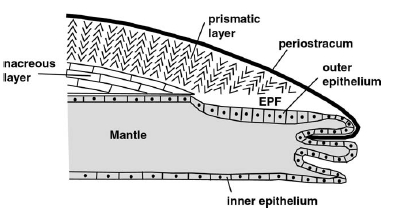 prismatic
layer
periostracum
nacreous
layer
outer
epithelium
EPF
Mantle
inner epithelium